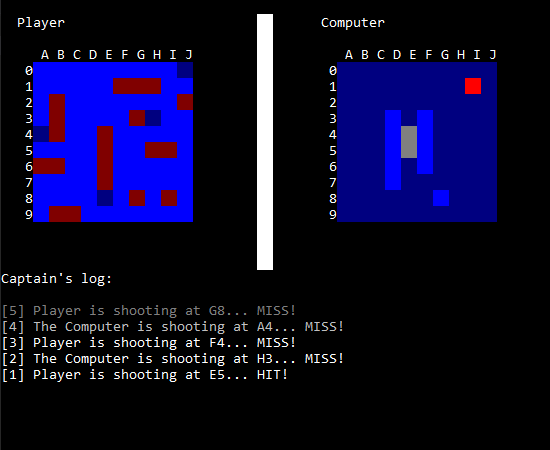 Player Computer
A B C D E F G H I J A B C D E F G H I J
0 0
1 1
2 2
3 3
4 4
5 5
6 6
7 7
8 8
9 9
Captain's log:
[5] Player is shooting at G8... MISS!
[4] The Computer is shooting at A4... MISS!
[3] Player is shooting at F4... MISS!
[2] The Computer is shooting at H3... MISS!
[1] Player is shooting at E5... HIT!